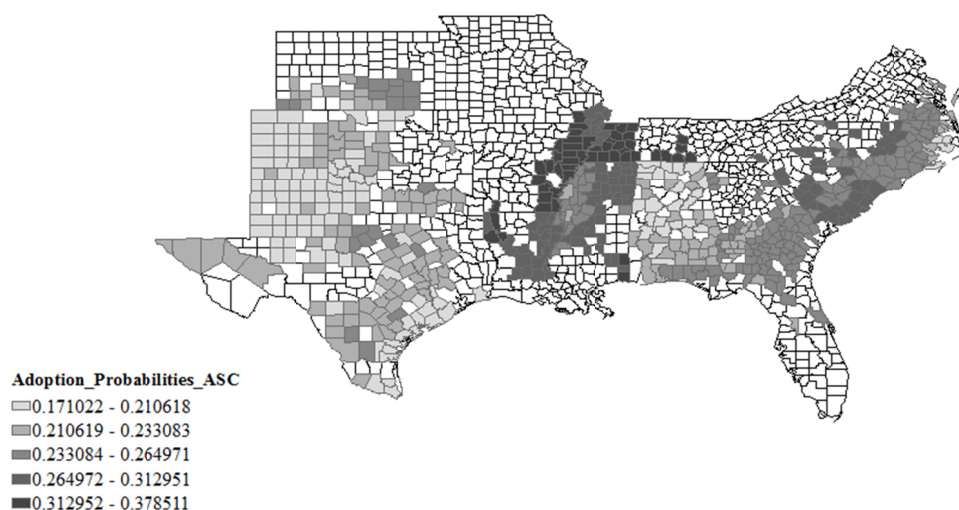 Adoption_Probabilities_ASC
0.171022 - 0.210618
0.210619 - 0.233083
0.233084 - 0.264971
0.264972 - 0.312951
0.312952 - 0.378511